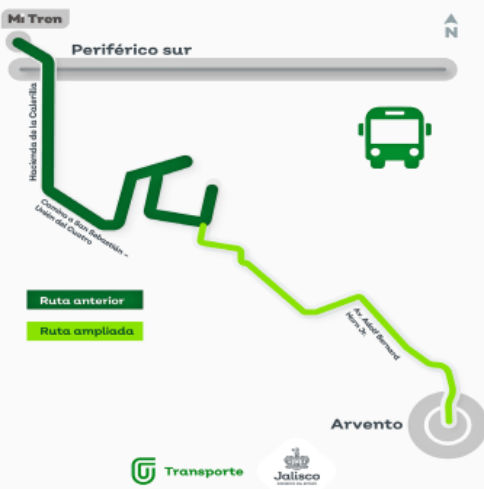 Mi Tren
N
Periférico sur
Hacienda de la Calerilla
Camino a San Sebastián -
Unión del Cuatro
Ruta anterior
Ruta ampliada
Av. Adolf Bernard
Horn Jr.
Arvento
Transporte
Jalisco